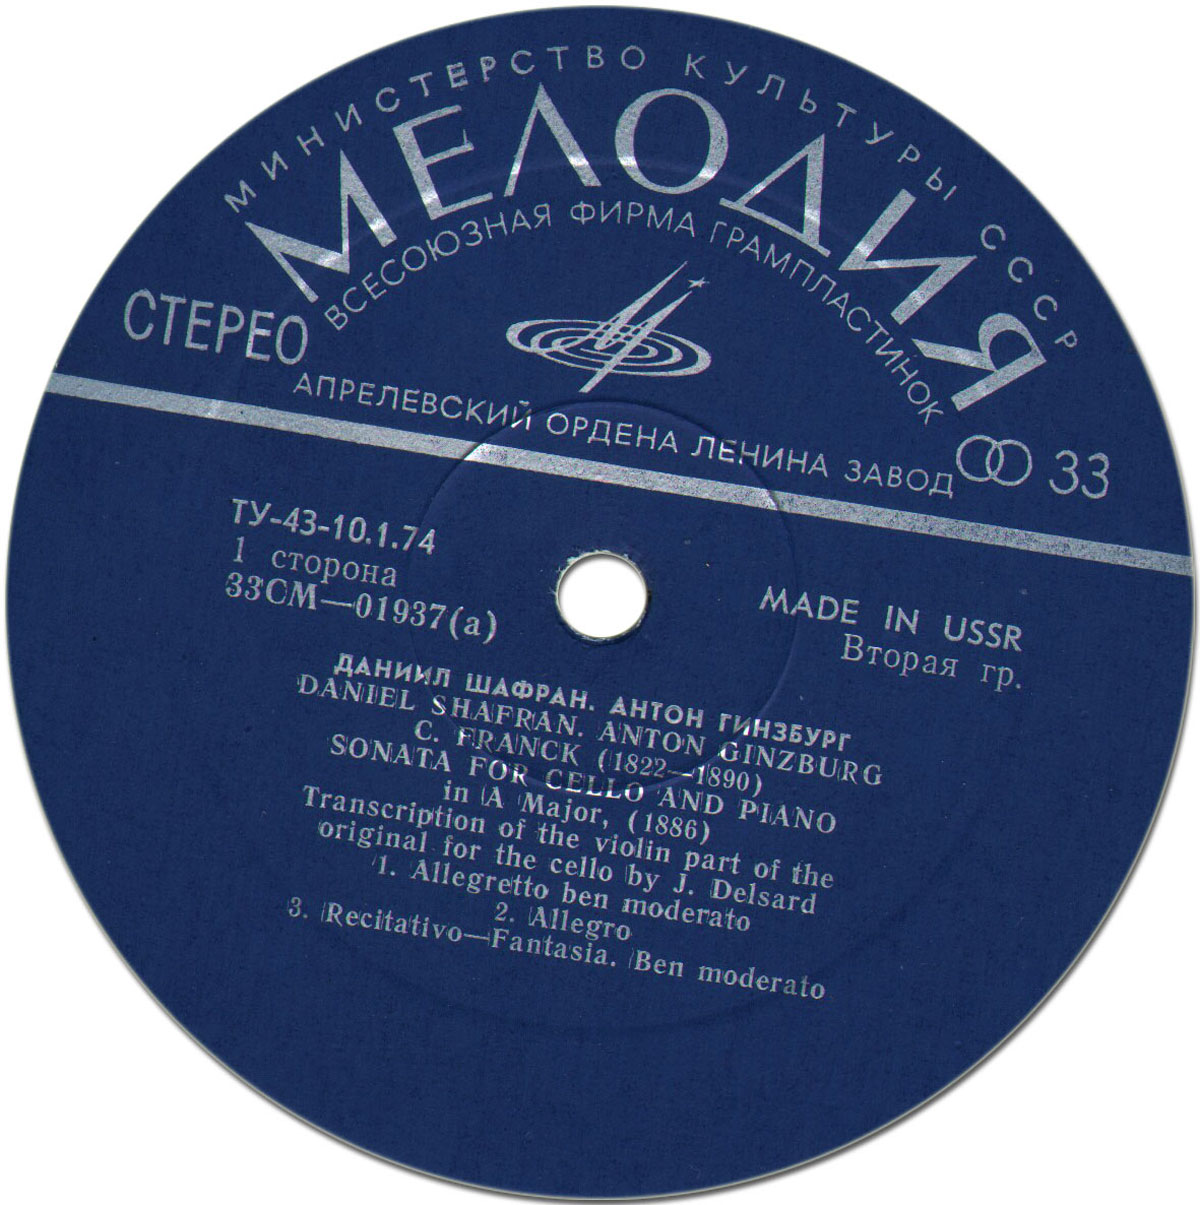 МИНИСТЕРСТВО КУЛЬТУРЫ СССР
МЕЛОДИЯ
ВСЕСОЮЗНАЯ ФИРМА ГРАМПЛАСТИНОК
СТЕРЕО
АПРЕЛЕВСКИЙ ОРДЕНА ЛЕНИНА ЗАВОД
33
ТУ-43-10.1.74
1 сторона
33СМ—01937(а)
MADE IN USSR
Вторая гр.
ДАНИИЛ ШАФРАН. АНТОН ГИНЗБУРГ
DANIEL SHAFRAN. ANTON GINZBURG
C. FRANCK (1822—1890)
SONATA FOR CELLO AND PIANO
in A Major, (1886)
Transcription of the violin part of the
original for the cello by J. Delsard
1. Allegretto ben moderato
2. Allegro
3. Recitativo—Fantasia. Ben moderato